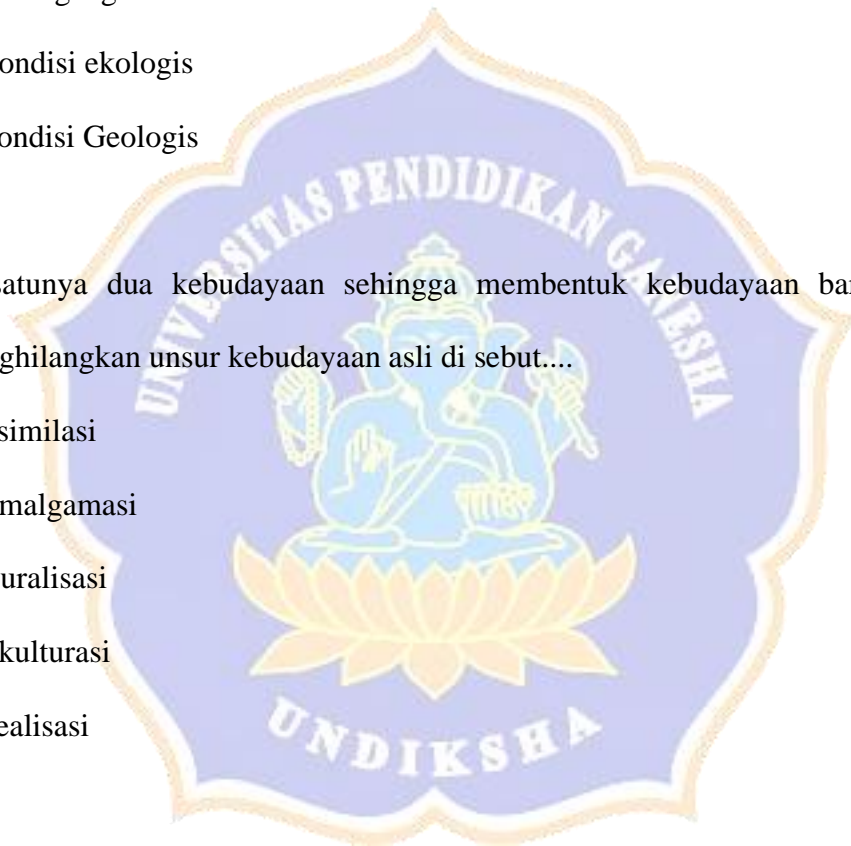 ondisi ekologis
ondisi Geologis
UNIVERSITAS PENDIDIKAN GANESHA
satunya dua kebudayaan sehingga membentuk kebudayaan bar
ghilangkan unsur kebudayaan asli di sebut....
similasi
malgamasi
uralisasi
kulturasi
ealisasi
UNDIKSHA